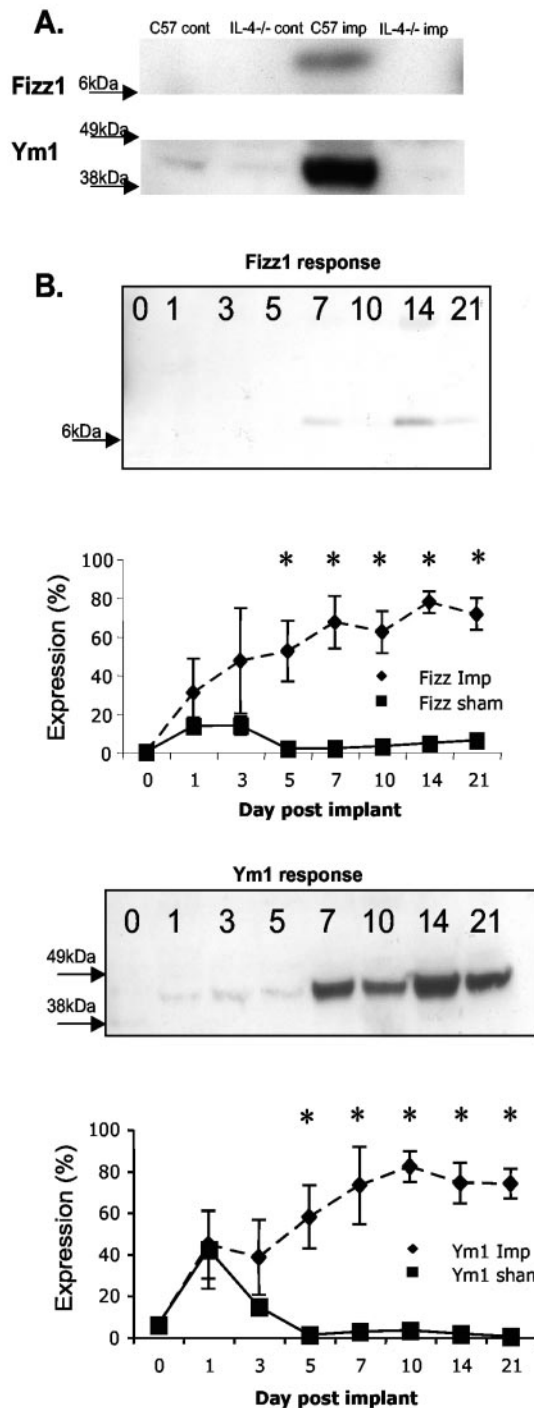 A.
C57 cont IL-4-/- cont C57 imp IL-4-/- imp
Fizz1
6kDa
49kDa
Ym1
38kDa
B.
Fizz1 response
0 1 3 5 7 10 14 21
6kDa
* * * * *
Expression (%)
100
80
60
40
20
0
Fizz Imp
Fizz sham
0 1 3 5 7 10 14 21
Day post implant
Ym1 response
0 1 3 5 7 10 14 21
49kDa
38kDa
* * * * *
Expression (%)
100
80
60
40
20
0
Ym1 Imp
Ym1 sham
0 1 3 5 7 10 14 21
Day post implant